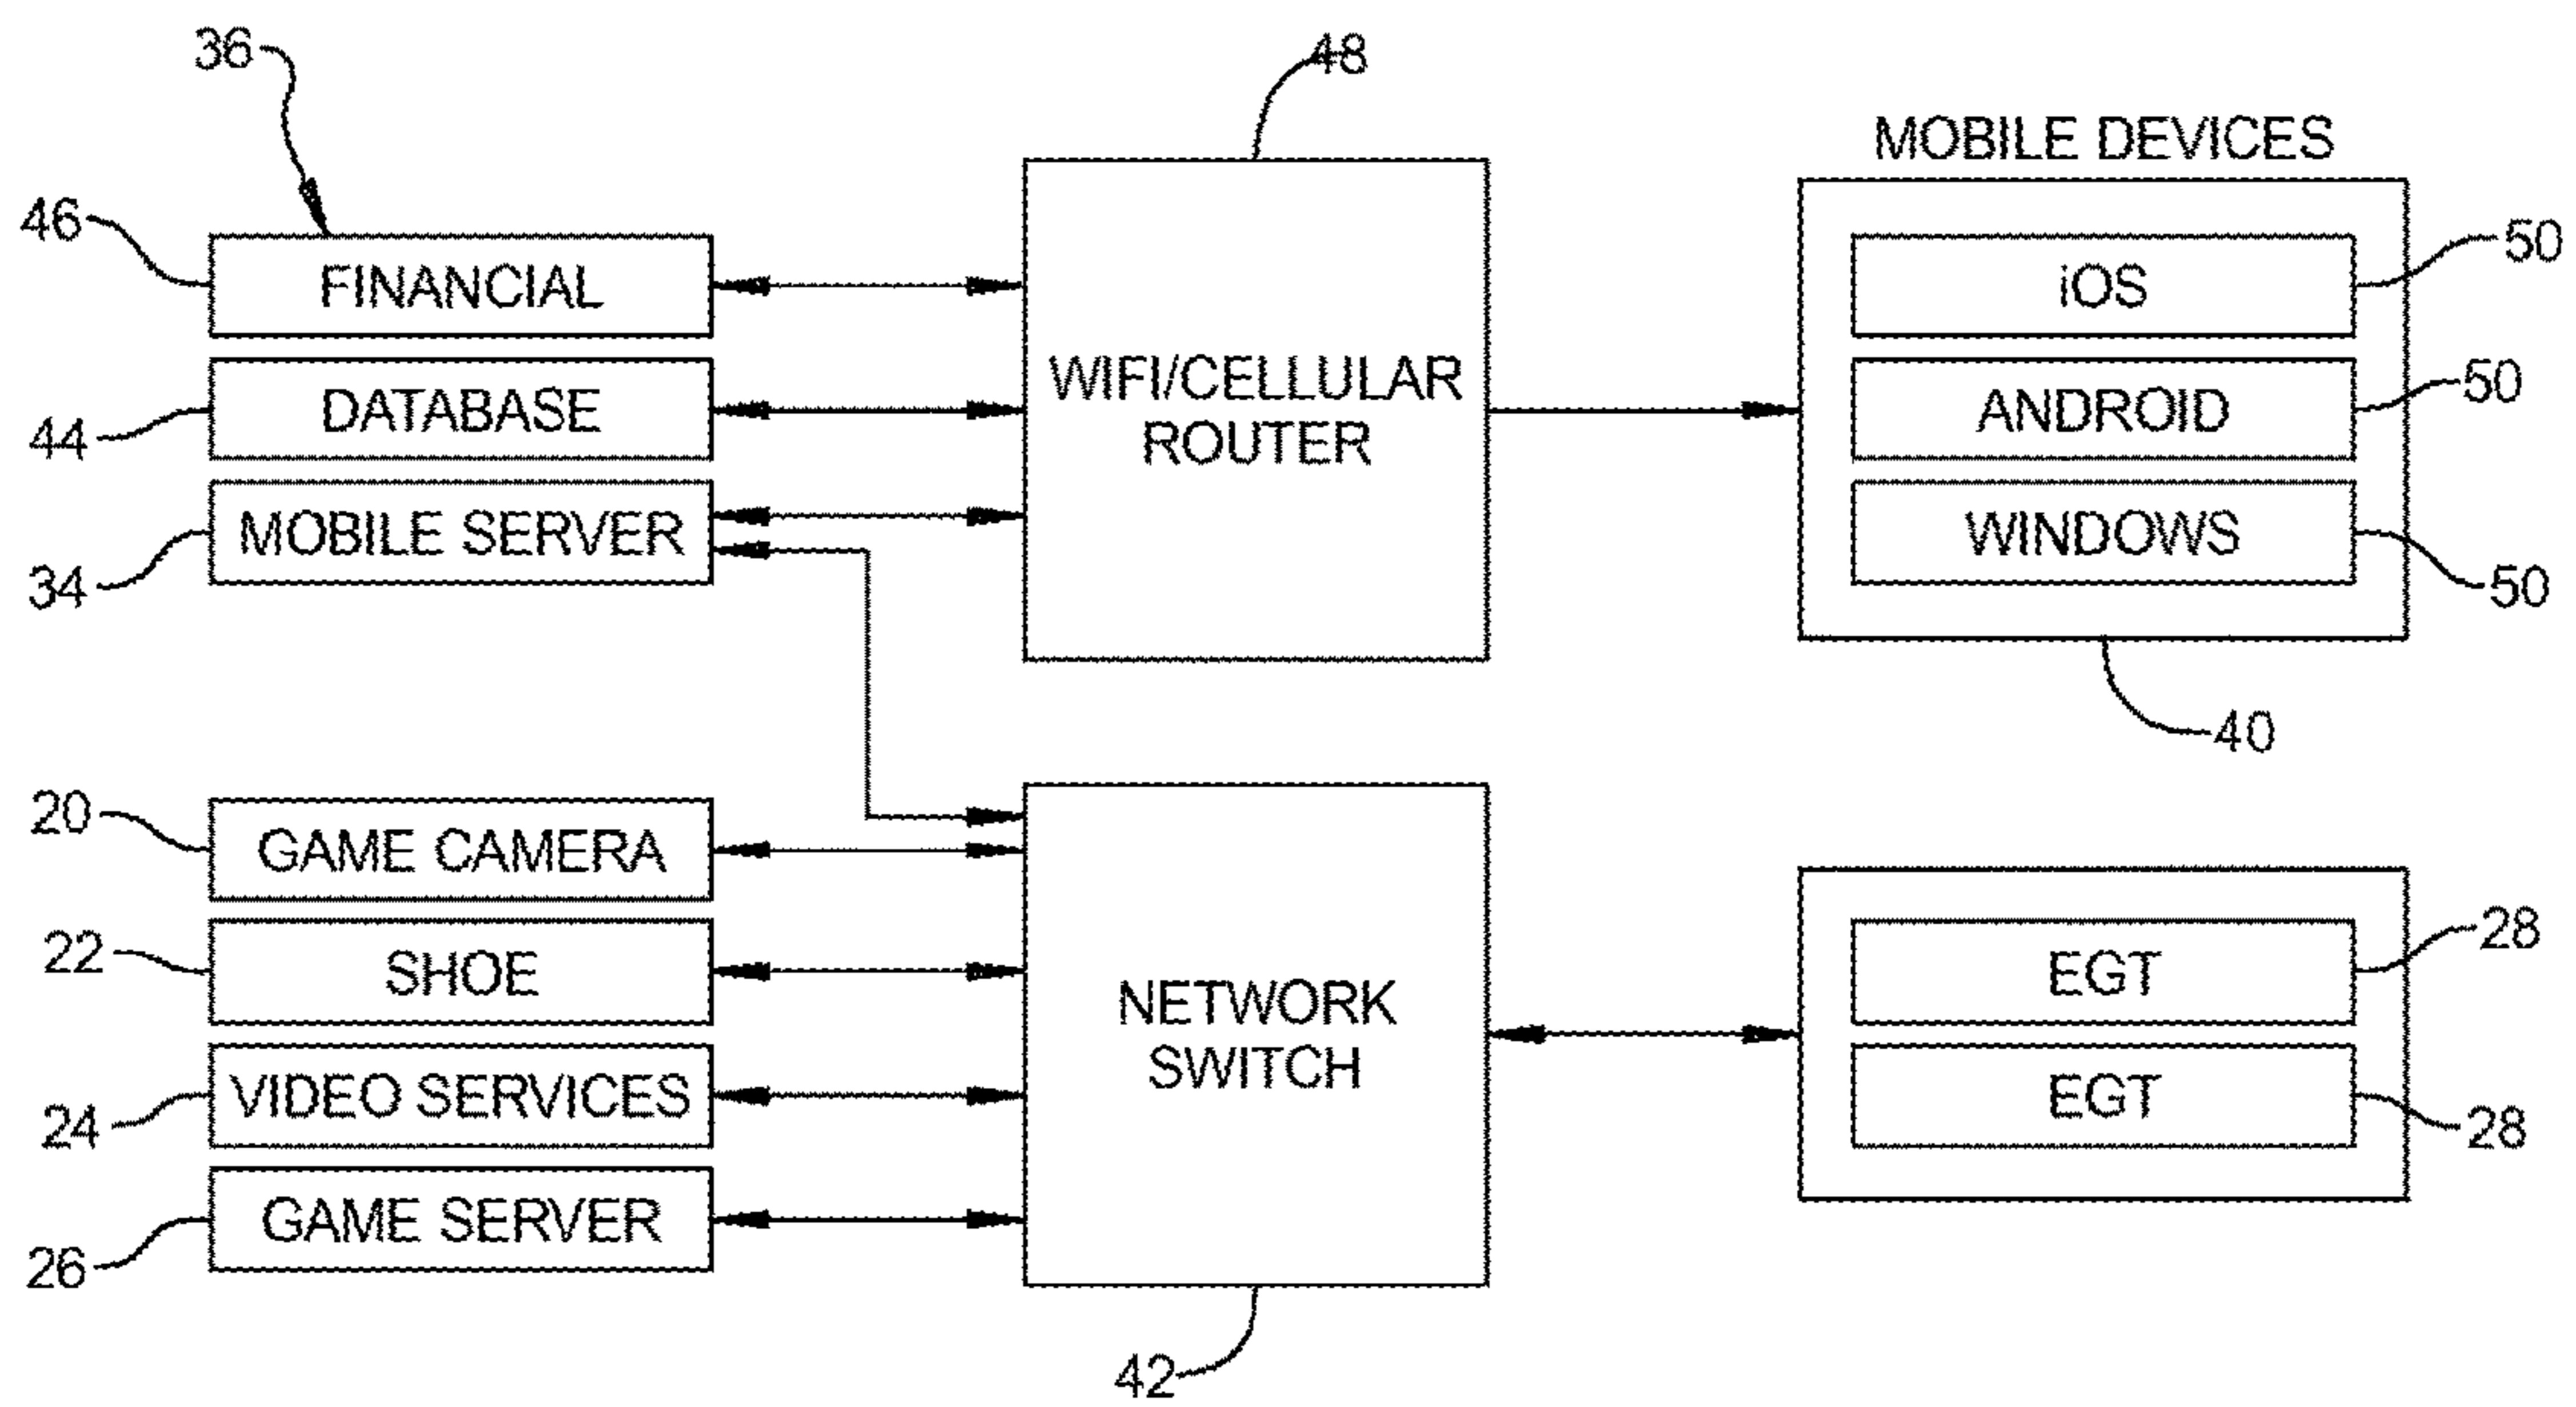 36
48
MOBILE DEVICES
46
FINANCIAL
iOS
50
DATABASE
44
WIFI/CELLULAR
ROUTER
ANDROID
50
MOBILE SERVER
34
WINDOWS
50
40
20
GAME CAMERA
22
SHOE
NETWORK
SWITCH
EGT
28
24
VIDEO SERVICES
EGT
28
GAME SERVER
26
42